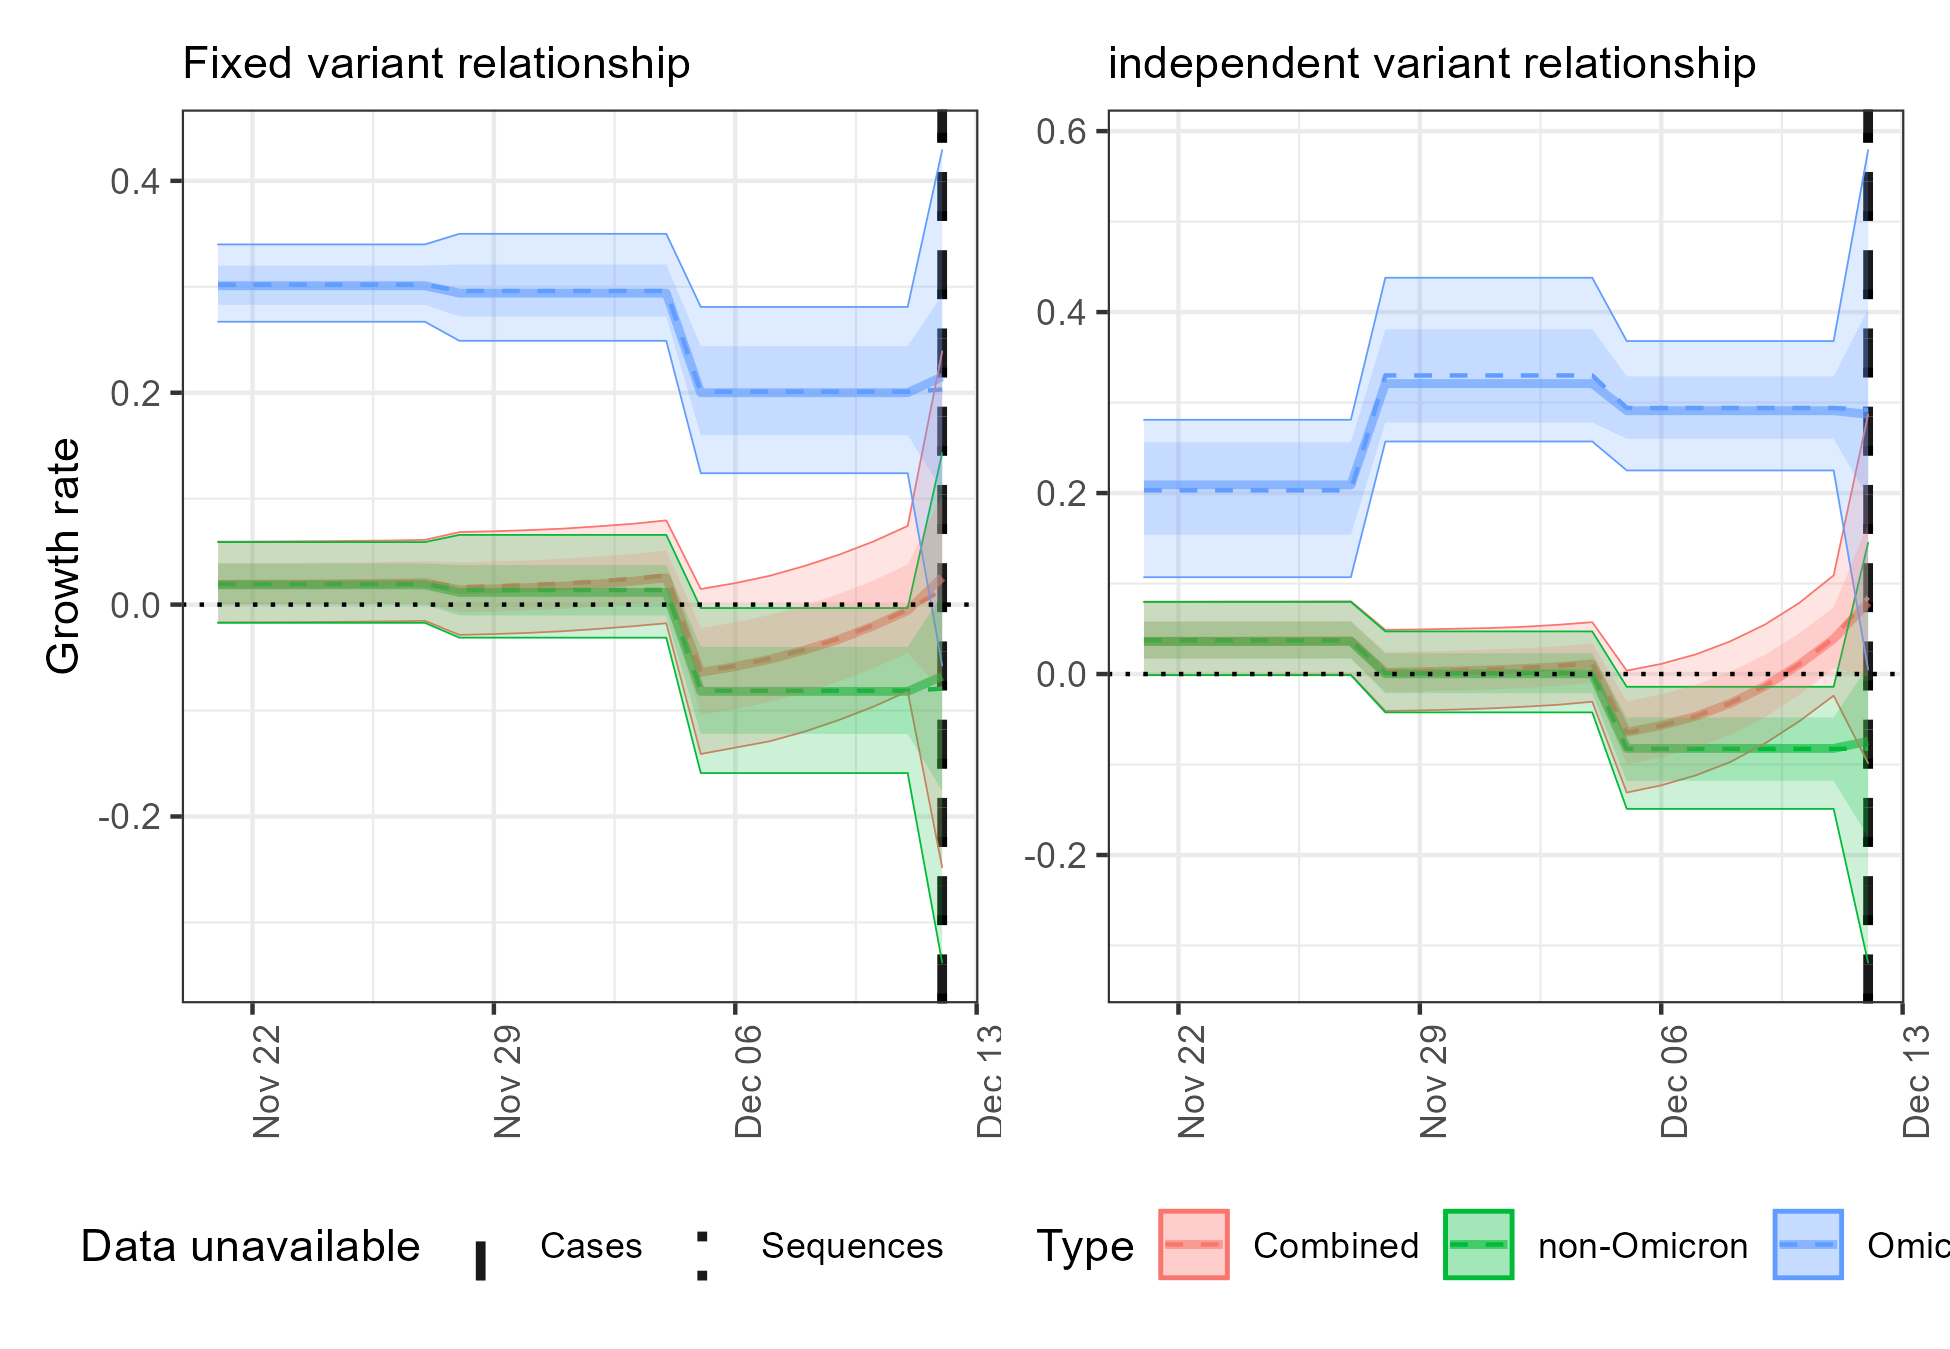 Fixed variant relationship
independent variant relationship
Growth rate
0.4
0.2
0.0
-0.2
Nov 22
Nov 29
Dec 06
Dec 13
0.6
0.4
0.2
0.0
-0.2
Nov 22
Nov 29
Dec 06
Dec 13
Data unavailable Cases Sequences Type Combined non-Omicron Omic